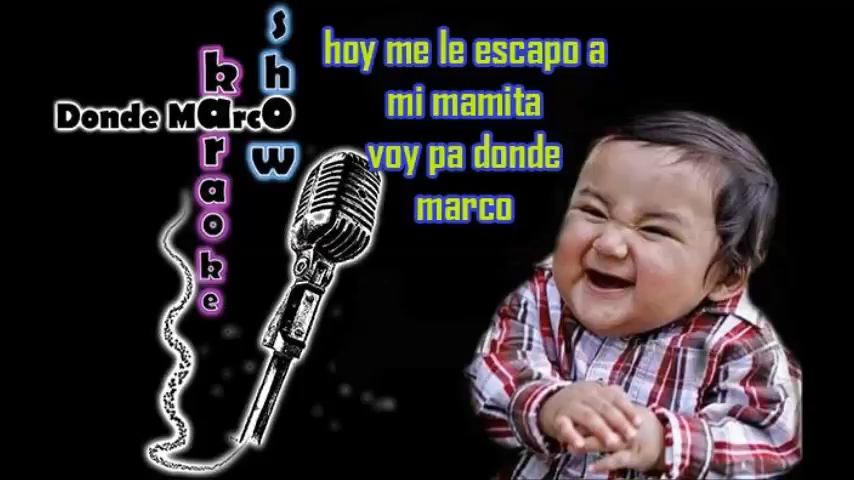 show
karaoke
Donde Marco
hoy me le escapo a
mi mamita
voy pa donde
marco